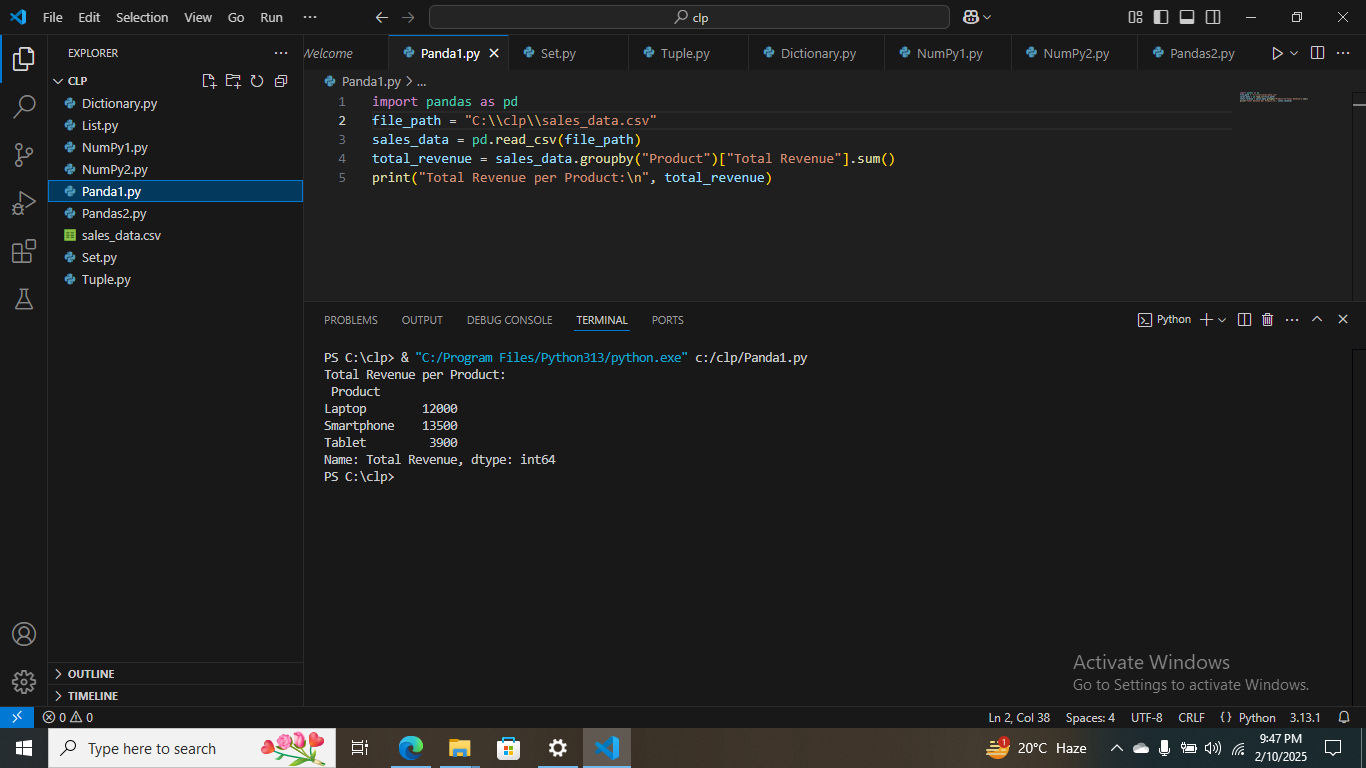 File Edit Selection View Go Run ··· clp
EXPLORER ···
CLP
Dictionary.py
List.py
NumPy1.py
NumPy2.py
Panda1.py
Pandas2.py
sales_data.csv
Set.py
Tuple.py
OUTLINE
TIMELINE
Welcome Panda1.py Set.py Tuple.py Dictionary.py NumPy1.py NumPy2.py Pandas2.py ···
Panda1.py > ...
1 import pandas as pd
2 file_path = "C:\\clp\\sales_data.csv"
3 sales_data = pd.read_csv(file_path)
4 total_revenue = sales_data.groupby("Product")["Total Revenue"].sum()
5 print("Total Revenue per Product:\n", total_revenue)
PROBLEMS OUTPUT DEBUG CONSOLE TERMINAL PORTS Python ···
PS C:\clp> & "C:/Program Files/Python313/python.exe" c:/clp/Panda1.py
Total Revenue per Product:
Product
Laptop 12000
Smartphone 13500
Tablet 3900
Name: Total Revenue, dtype: int64
PS C:\clp>
Activate Windows
Go to Settings to activate Windows.
0 0 Ln 2, Col 38 Spaces: 4 UTF-8 CRLF {} Python 3.13.1
Type here to search 1 20°C Haze 9:47 PM
2/10/2025